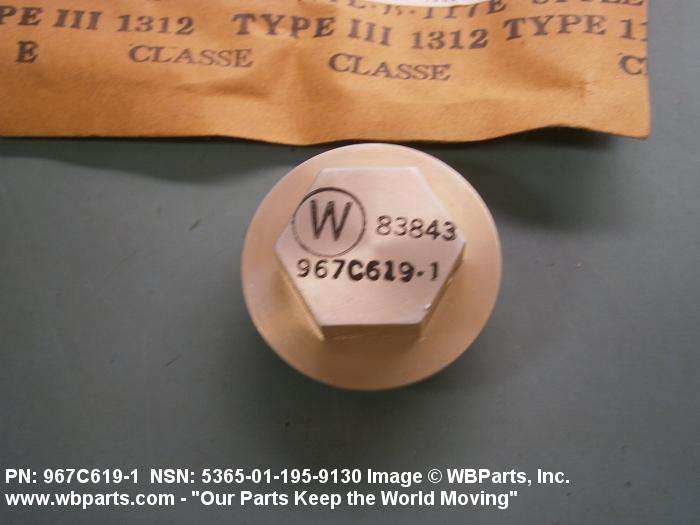 PE III 1312 TYPE III 1312 TYPE
E CLASSE CLASSE
W 83843
967C619-1
PN: 967C619-1 NSN: 5365-01-195-9130 Image © WBParts, Inc.
www.wbparts.com - "Our Parts Keep the World Moving"